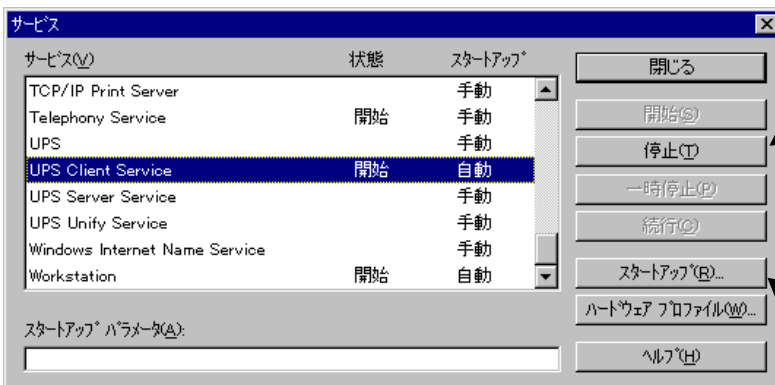 サービス
サービス(V) 状態 スタートアップ
TCP/IP Print Server 手動
Telephony Service 開始 手動
UPS 手動
UPS Client Service 開始 自動
UPS Server Service 手動
UPS Unify Service 手動
Windows Internet Name Service 手動
Workstation 開始 自動
スタートアップ パラメータ(A):
閉じる
開始(S)
停止(T)
一時停止(P)
続行(C)
スタートアップ(R)...
ハードウェア プロファイル(W)...
ヘルプ(H)